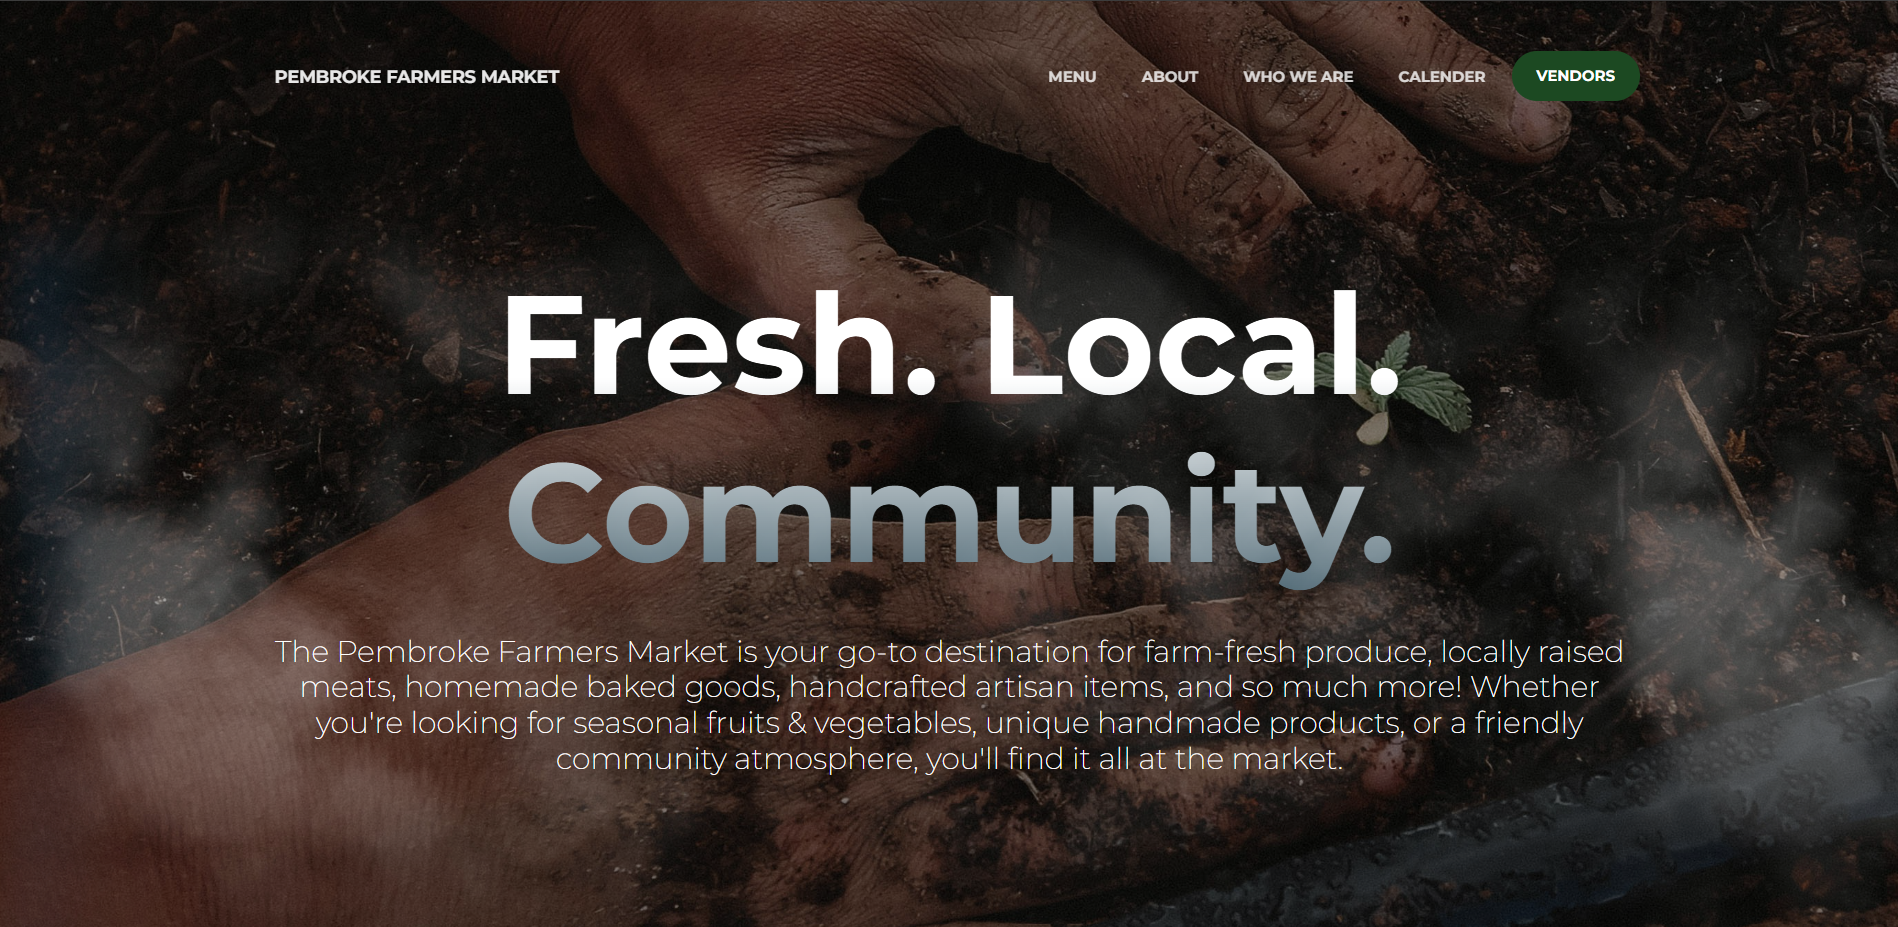 PEMBROKE FARMERS MARKET
MENU ABOUT WHO WE ARE CALENDER VENDORS
Fresh. Local.
Community.
The Pembroke Farmers Market is your go-to destination for farm-fresh produce, locally raised
meats, homemade baked goods, handcrafted artisan items, and so much more! Whether
you're looking for seasonal fruits & vegetables, unique handmade products, or a friendly
community atmosphere, you'll find it all at the market.